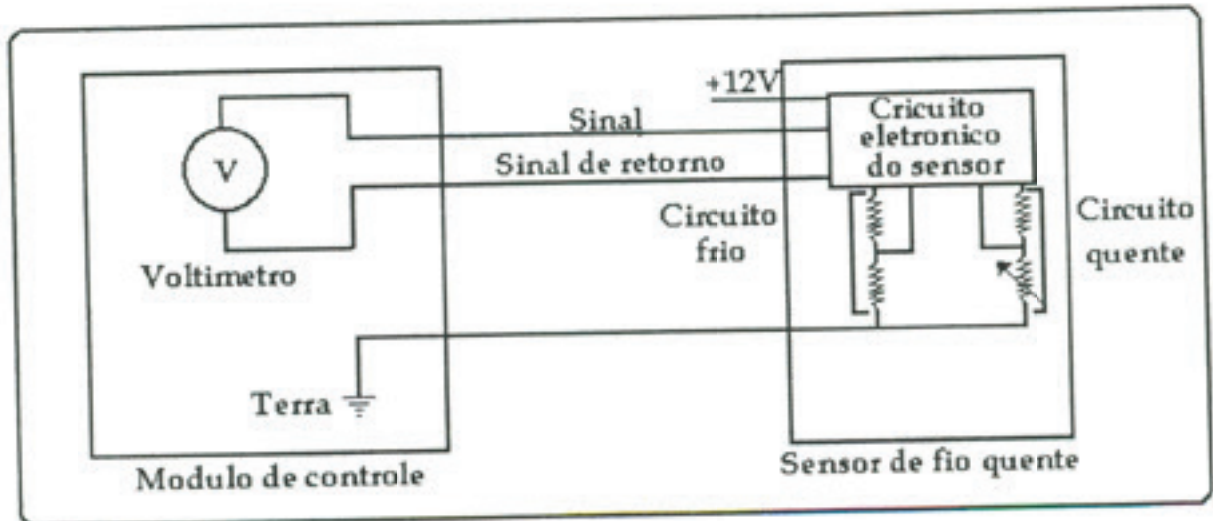 +12V
Cricuito
eletronico
do sensor
Sinal
Sinal de retorno
V
Voltimetro
Circuito
frio
Circuito
quente
Terra
Modulo de controle
Sensor de fio quente